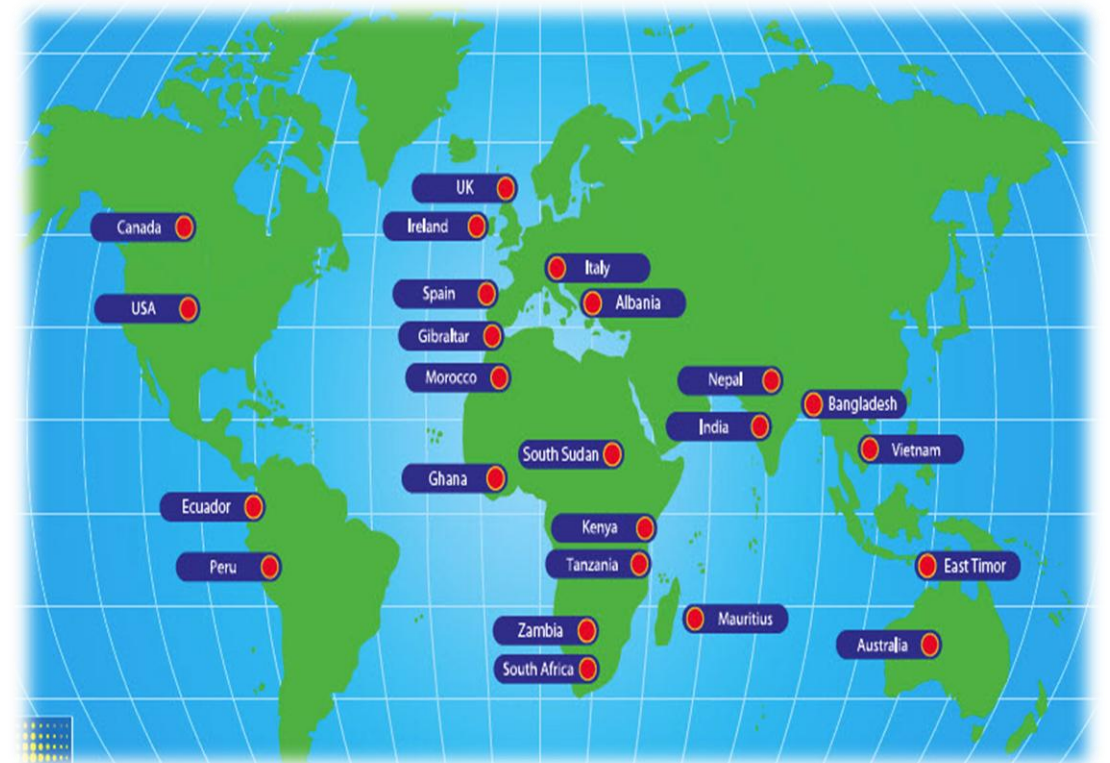 UK
Canada
Ireland
Italy
Spain
Albania
USA
Gibraltar
Morocco
Nepal
Bangladesh
India
Vietnam
South Sudan
Ghana
Ecuador
Kenya
Tanzania
East Timor
Peru
Mauritius
Zambia
Australia
South Africa